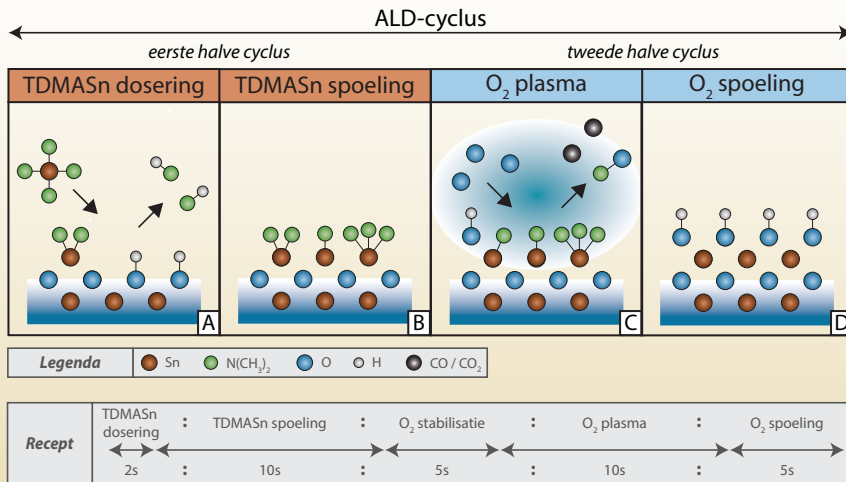 ALD-cyclus
eerste halve cyclus tweede halve cyclus
TDMASn dosering TDMASn spoeling O₂ plasma O₂ spoeling
A B C D
Legenda Sn N(CH₃)₂ O H CO / CO₂
Recept
TDMASn dosering : TDMASn spoeling : O₂ stabilisatie : O₂ plasma : O₂ spoeling
2s : 10s : 5s : 10s : 5s